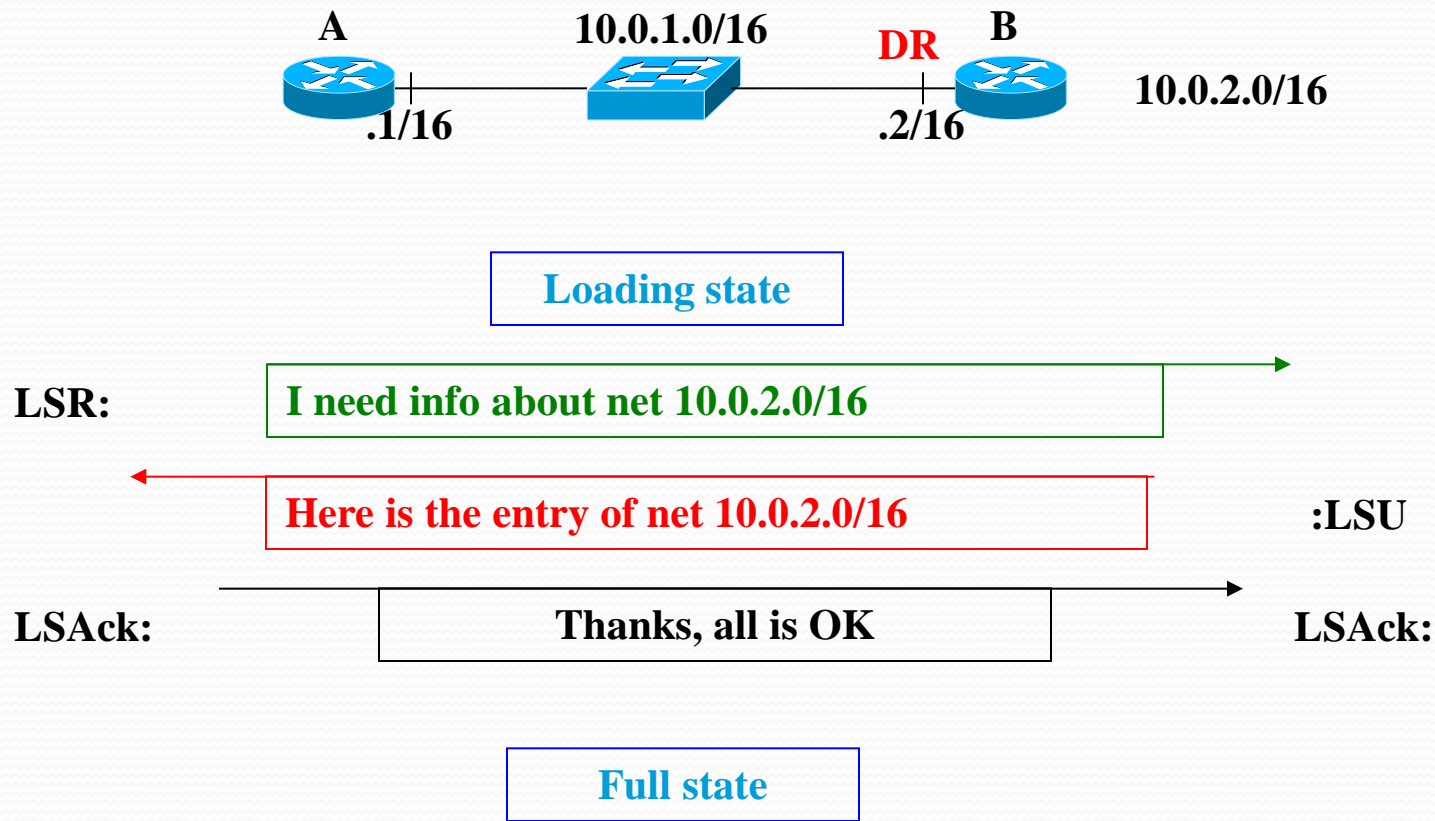 A
10.0.1.0/16
DR
B
10.0.2.0/16
.1/16
.2/16
Loading state
LSR:
I need info about net 10.0.2.0/16
Here is the entry of net 10.0.2.0/16
:LSU
LSAck:
Thanks, all is OK
LSAck:
Full state